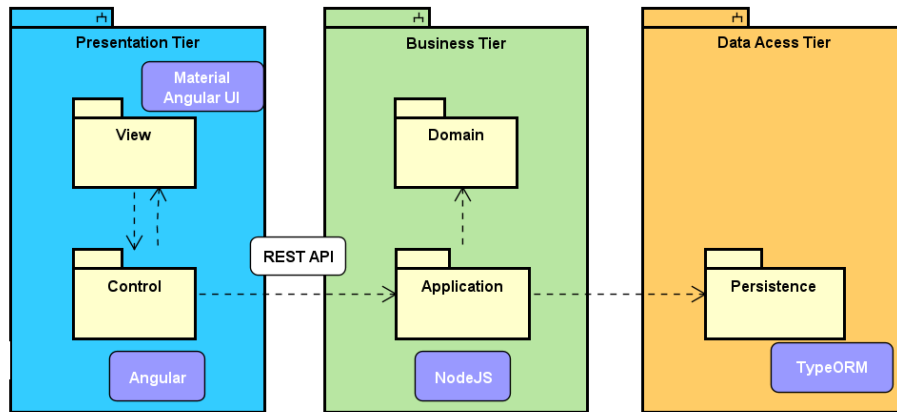 Presentation Tier
Material
Angular UI
View
Control
Angular
REST API
Business Tier
Domain
Application
NodeJS
Data Acess Tier
Persistence
TypeORM